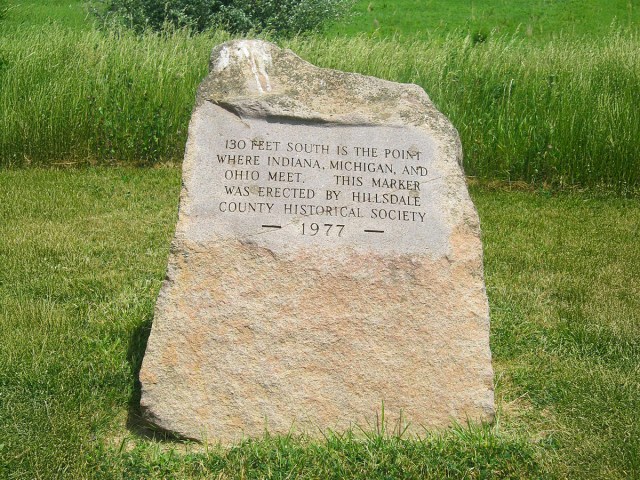 130 FEET SOUTH IS THE POINT
WHERE INDIANA, MICHIGAN, AND
OHIO MEET. THIS MARKER
WAS ERECTED BY HILLSDALE
COUNTY HISTORICAL SOCIETY
— 1977 —